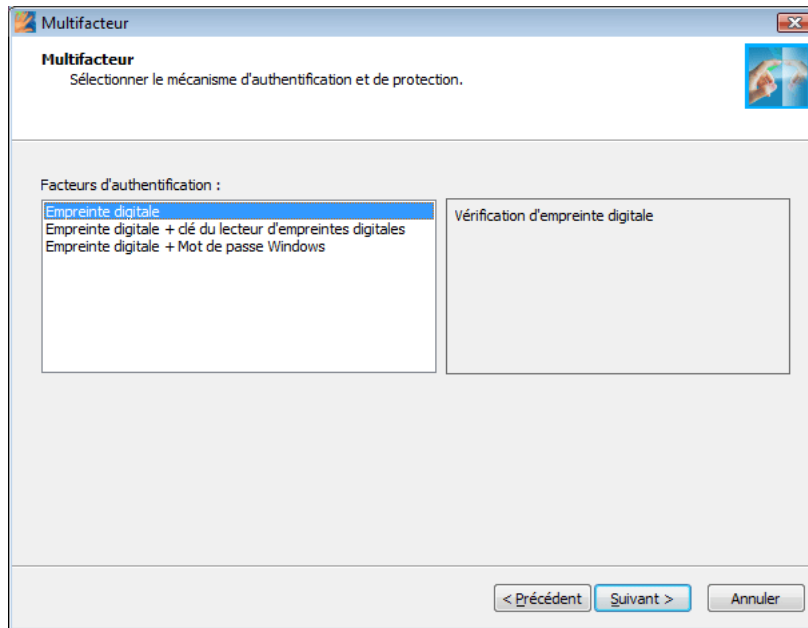 Multifacteur
Multifacteur
Sélectionner le mécanisme d'authentification et de protection.
Facteurs d'authentification :
Empreinte digitale
Empreinte digitale + clé du lecteur d'empreintes digitales
Empreinte digitale + Mot de passe Windows
Vérification d'empreinte digitale
< Précédent
Suivant >
Annuler